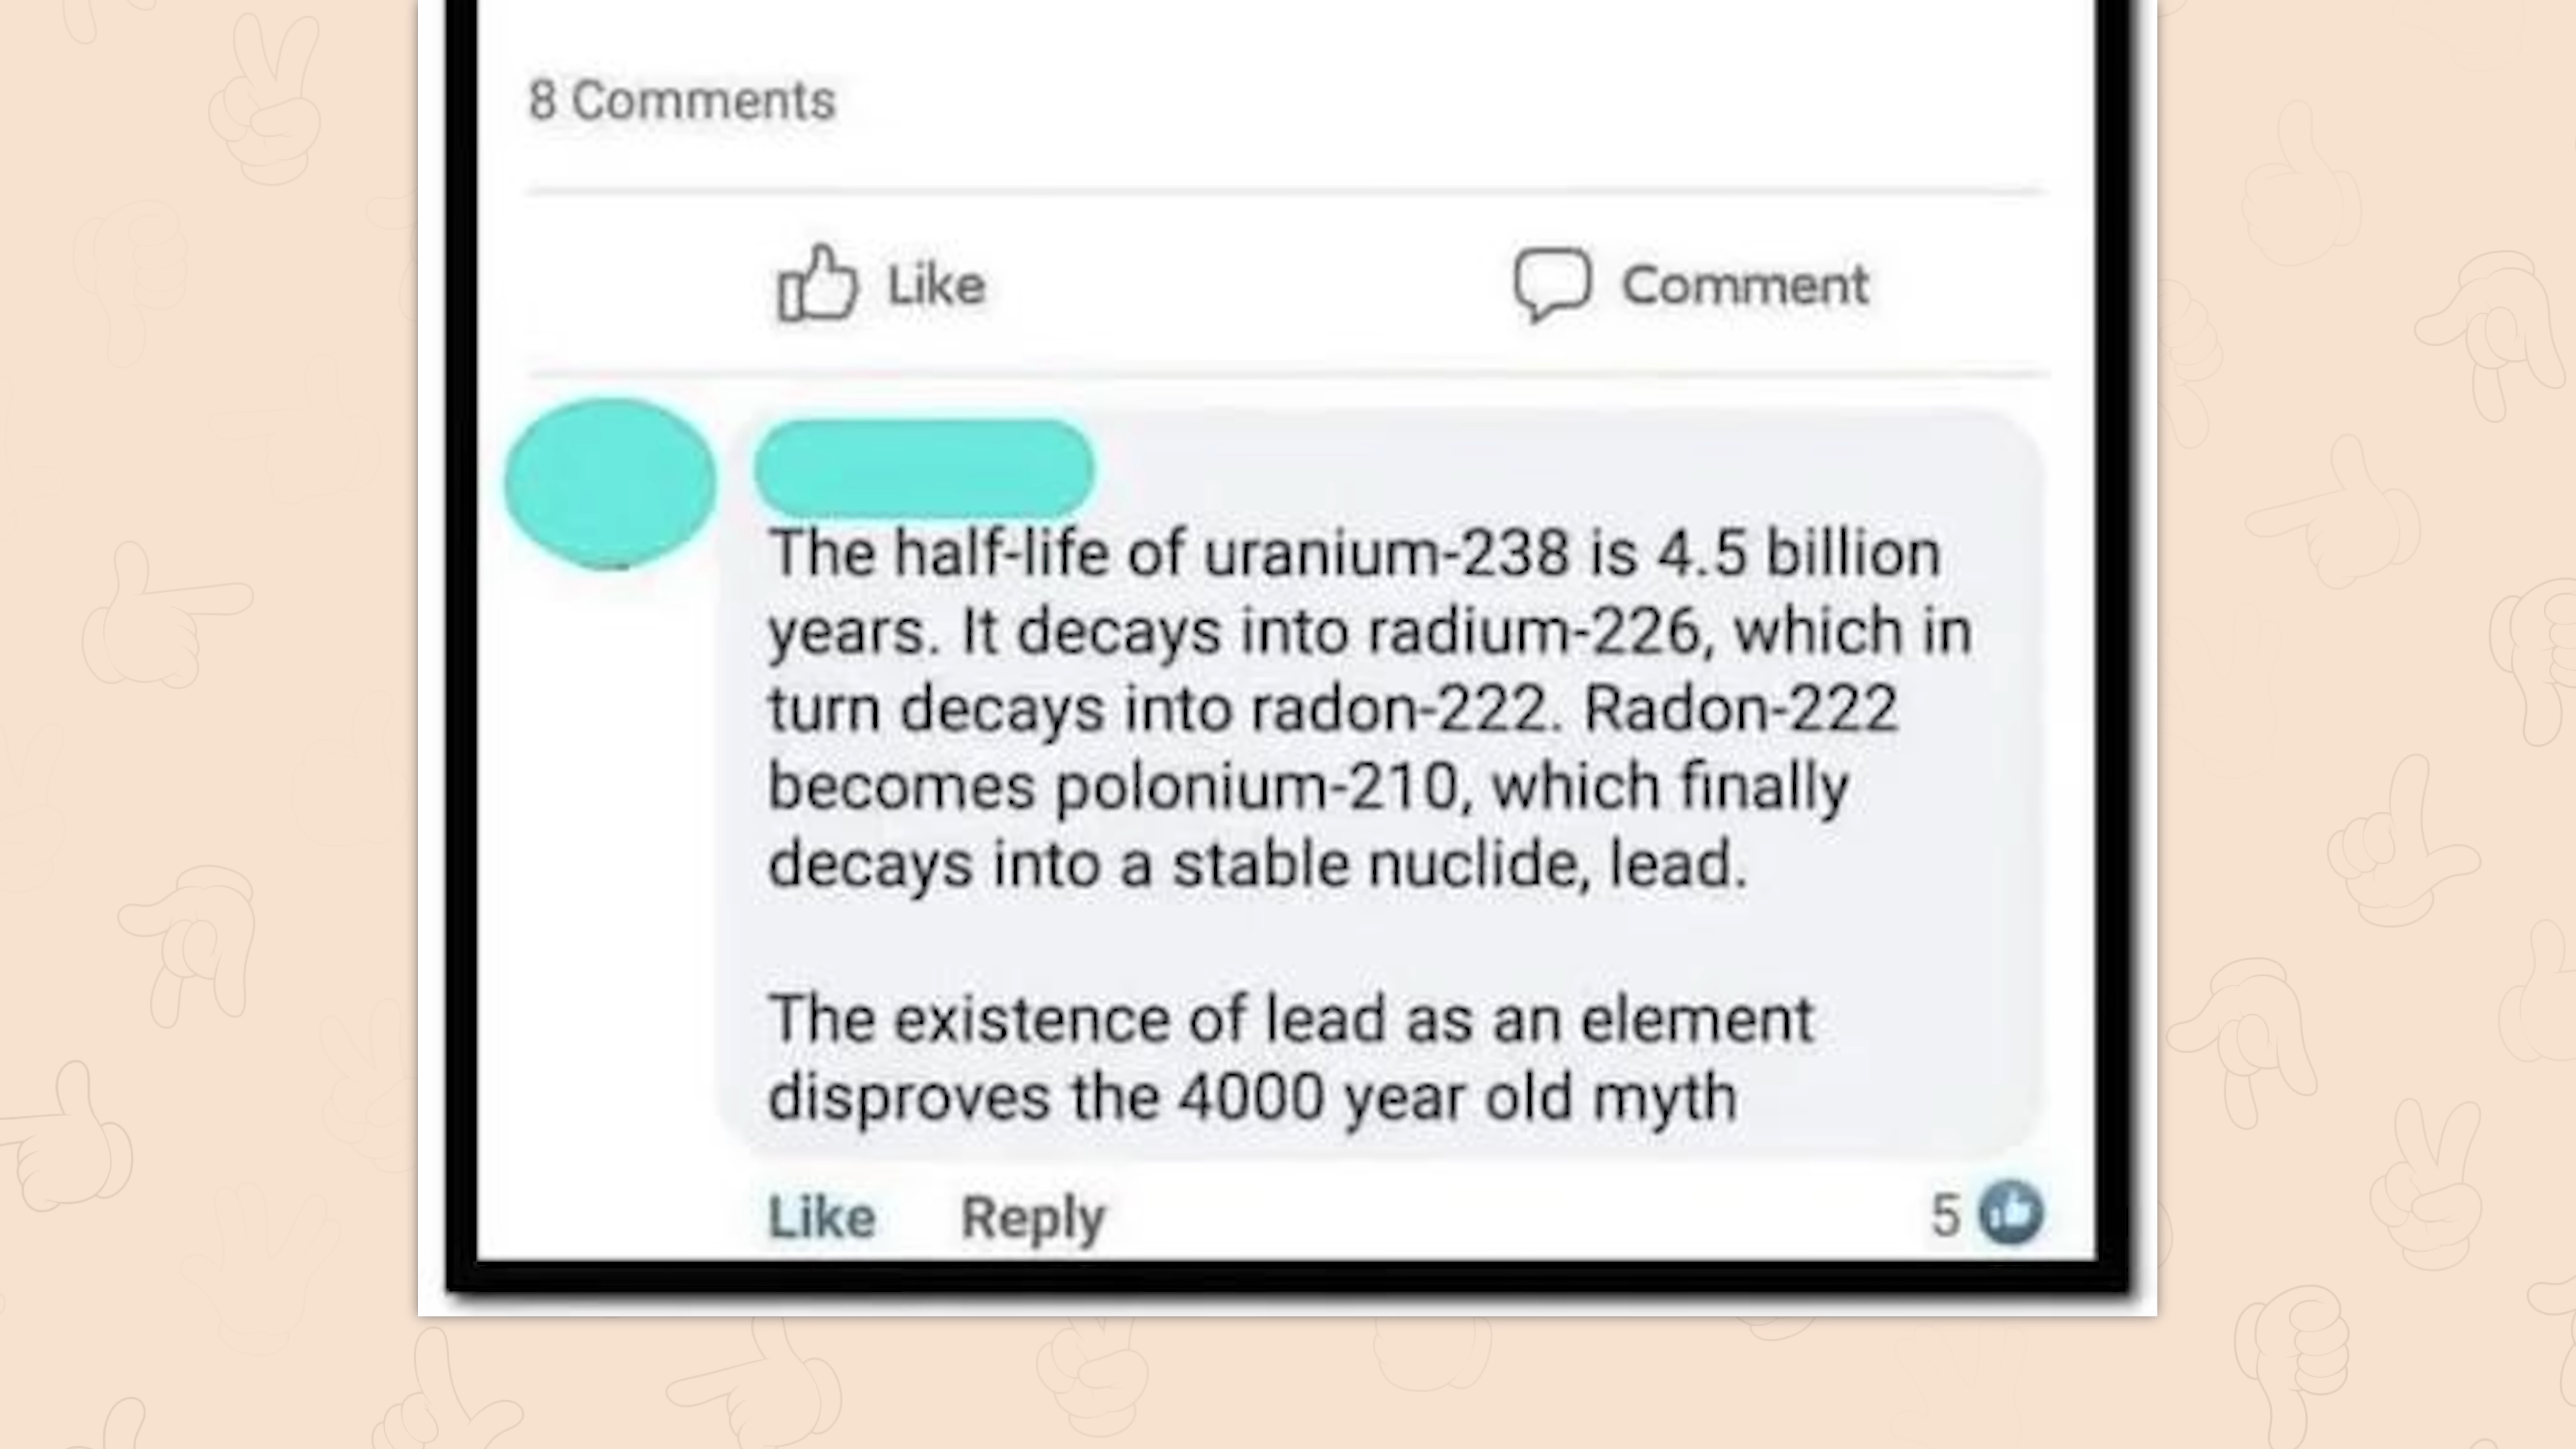 8 Comments
Like
Comment
The half-life of uranium-238 is 4.5 billion
years. It decays into radium-226, which in
turn decays into radon-222. Radon-222
becomes polonium-210, which finally
decays into a stable nuclide, lead.
The existence of lead as an element
disproves the 4000 year old myth
Like Reply 5